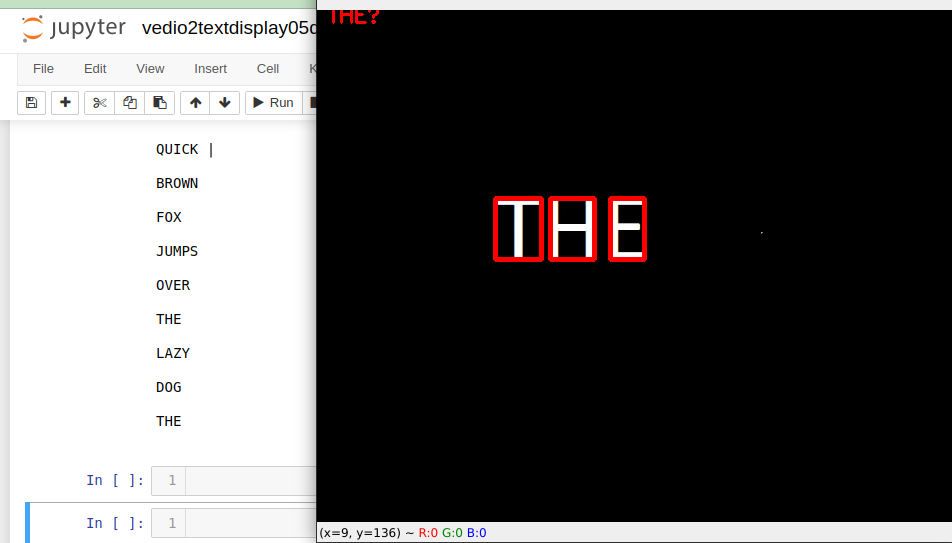 jupyter vedio2textdisplay05d
File Edit View Insert Cell K
Run
QUICK |
BROWN
FOX
JUMPS
OVER
THE
LAZY
DOG
THE
In [ ]: 1
In [ ]: 1
THE?
THE
(x=9, y=136) ~ R:0 G:0 B:0